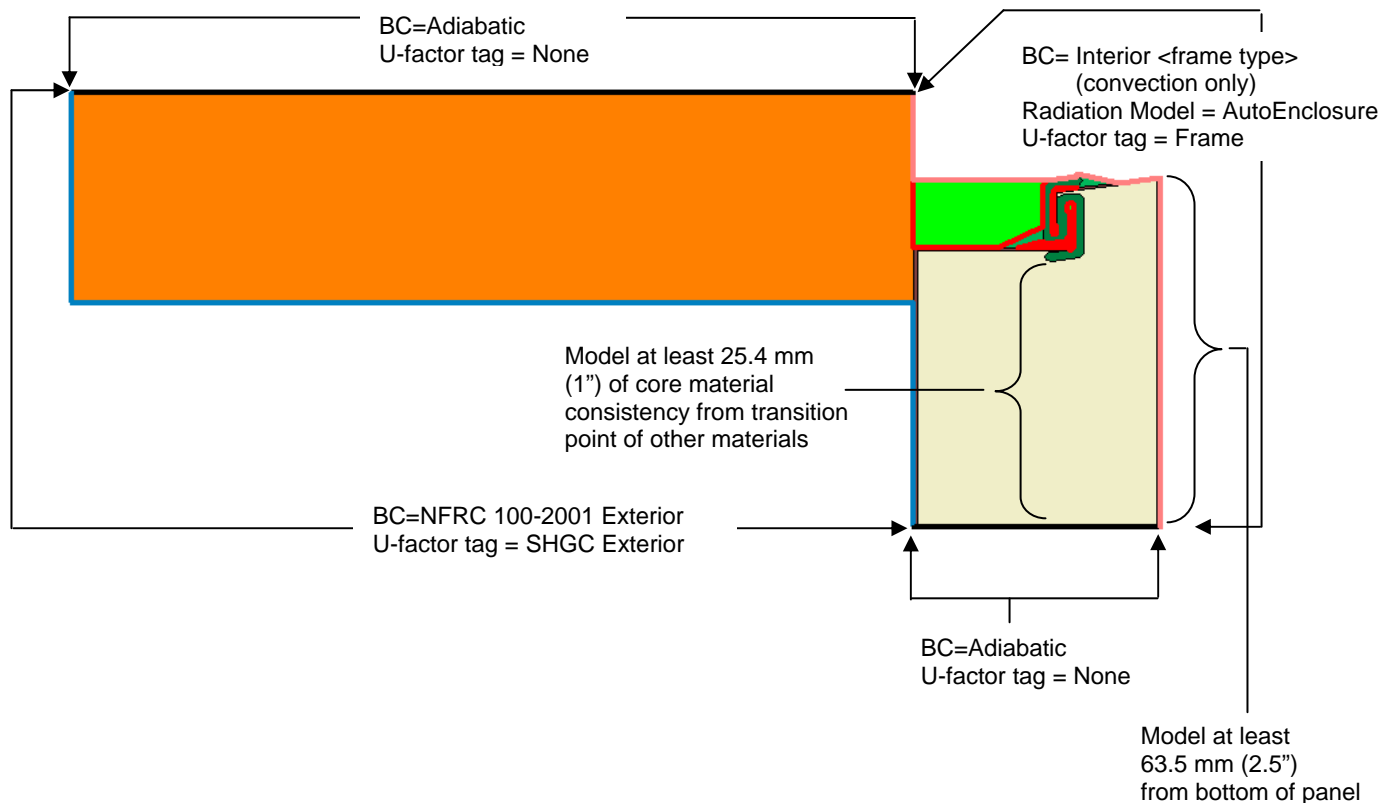 BC=Adiabatic
U-factor tag = None
BC= Interior <frame type>
(convection only)
Radiation Model = AutoEnclosure
U-factor tag = Frame
Model at least 25.4 mm
(1”) of core material
consistency from transition
point of other materials
BC=NFRC 100-2001 Exterior
U-factor tag = SHGC Exterior
BC=Adiabatic
U-factor tag = None
Model at least
63.5 mm (2.5”)
from bottom of panel